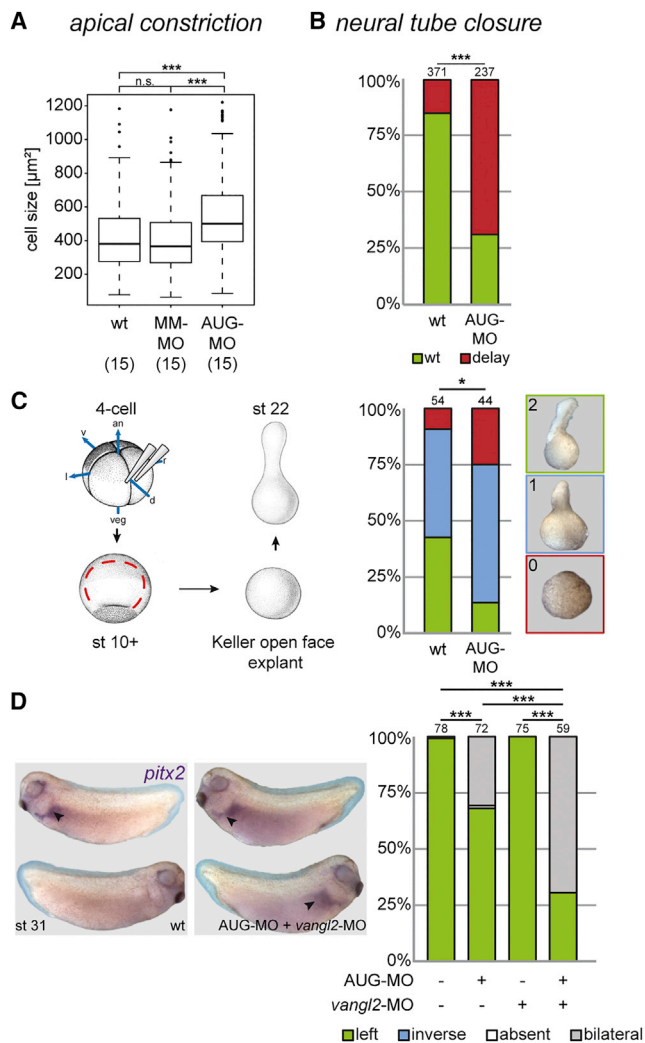 A
apical constriction
***
n.s.
***
1200
1000
800
600
400
200
cell size [µm²]
wt
MM-MO
AUG-MO
(15)
(15)
(15)
B
neural tube closure
***
371
237
100%
75%
50%
25%
0%
wt
AUG-MO
wt
delay
C
4-cell
an
v
l
r
d
veg
st 10+
st 22
Keller open face
explant
*
54
44
100%
75%
50%
25%
0%
wt
AUG-MO
2
1
0
D
pitx2
st 31
wt
AUG-MO + vangl2-MO
***
***
***
***
78
72
75
59
100%
75%
50%
25%
0%
AUG-MO - + - +
vangl2-MO - - + +
left
inverse
absent
bilateral